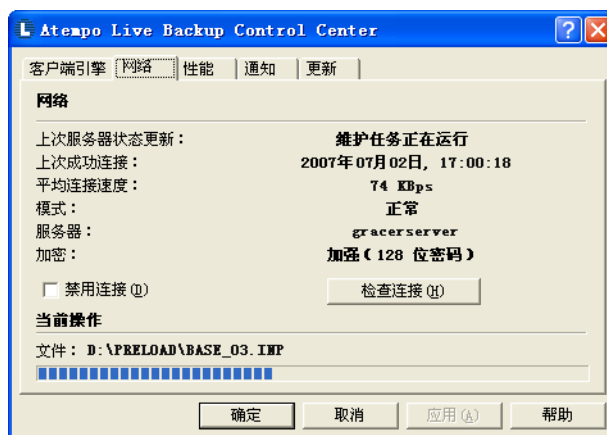 L Atempo Live Backup Control Center
客户端引擎 网络 性能 通知 更新
网络
上次服务器状态更新： 维护任务正在运行
上次成功连接： 2007年07月02日, 17:00:18
平均连接速度： 74 KBps
模式： 正常
服务器： gracerserver
加密： 加强(128 位密码)
禁用连接(D) 检查连接(H)
当前操作
文件： D:\PRELOAD\BASE_03.IMP
确定 取消 应用(A) 帮助